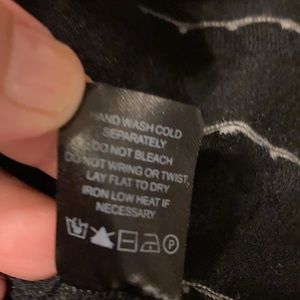 HAND WASH COLD
SEPARATELY
DO NOT BLEACH
DO NOT WRING OR TWIST
LAY FLAT TO DRY
IRON LOW HEAT IF
NECESSARY
P